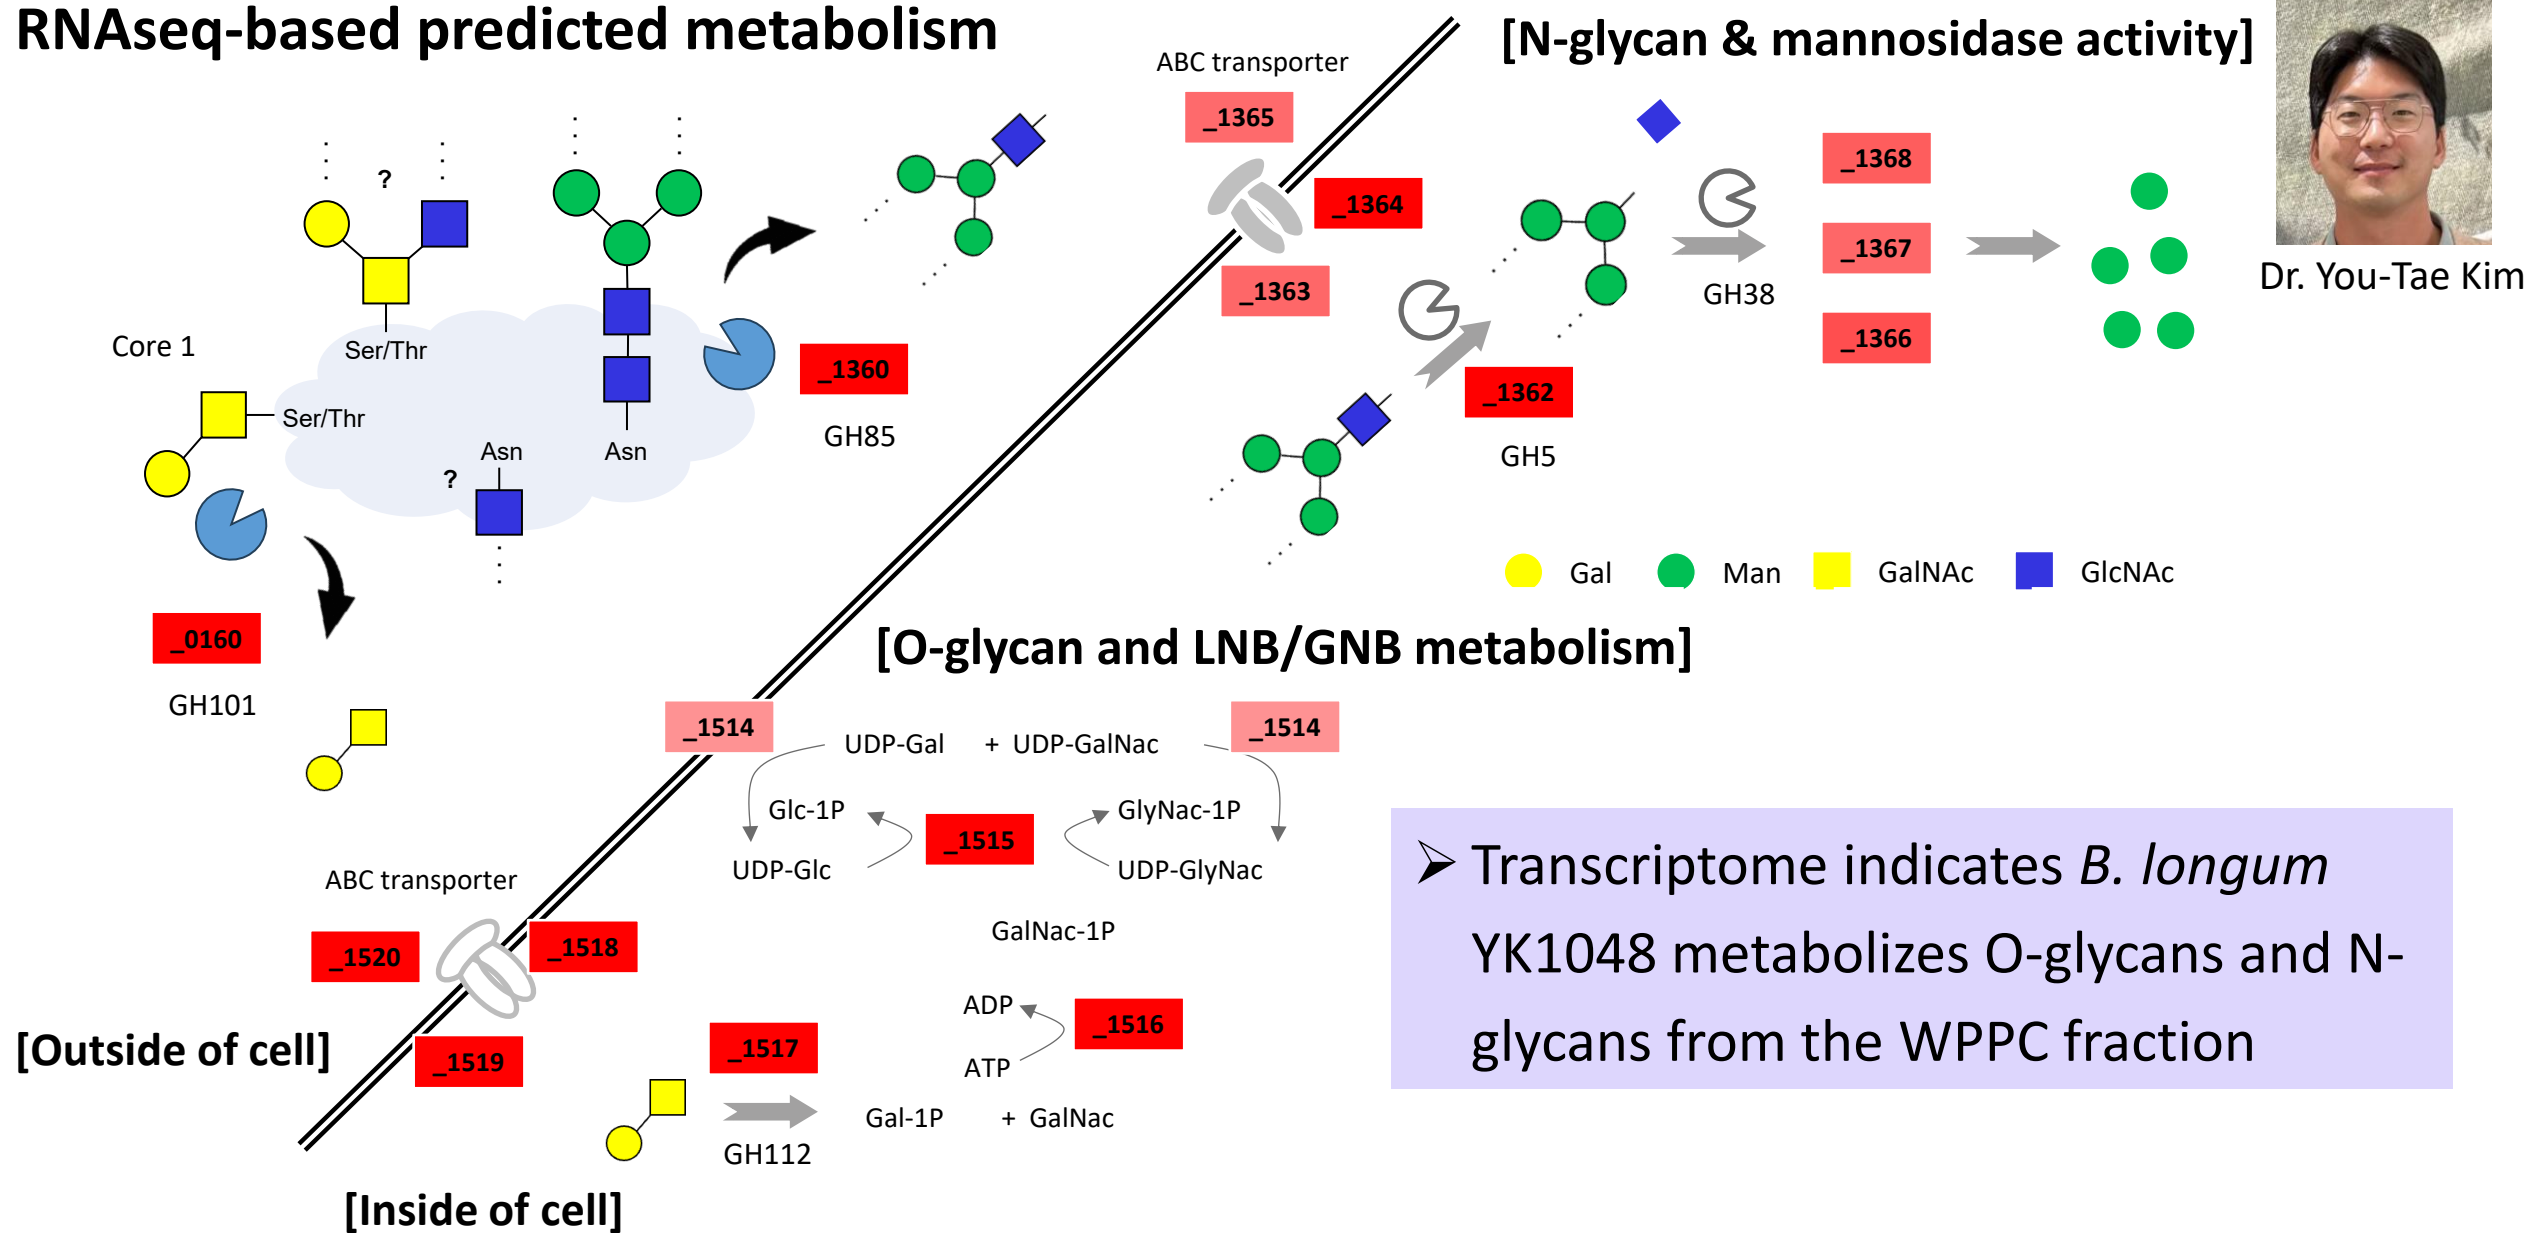 RNAseq-based predicted metabolism
[N-glycan & mannosidase activity]
Dr. You-Tae Kim
ABC transporter
_1365
_1364
_1363
?
Ser/Thr
Core 1
Ser/Thr
Asn
?
Asn
_1360
GH85
_0160
GH101
_1362
GH5
GH38
_1368
_1367
_1366
Gal
Man
GalNAc
GlcNAc
[O-glycan and LNB/GNB metabolism]
_1514
UDP-Gal + UDP-GalNac
_1514
Glc-1P
_1515
GlyNac-1P
UDP-Glc
UDP-GlyNac
GalNac-1P
ABC transporter
_1520
_1518
_1519
ADP
_1516
ATP
_1517
GH112
Gal-1P + GalNac
[Outside of cell]
[Inside of cell]
➢ Transcriptome indicates B. longum
YK1048 metabolizes O-glycans and N-
glycans from the WPPC fraction